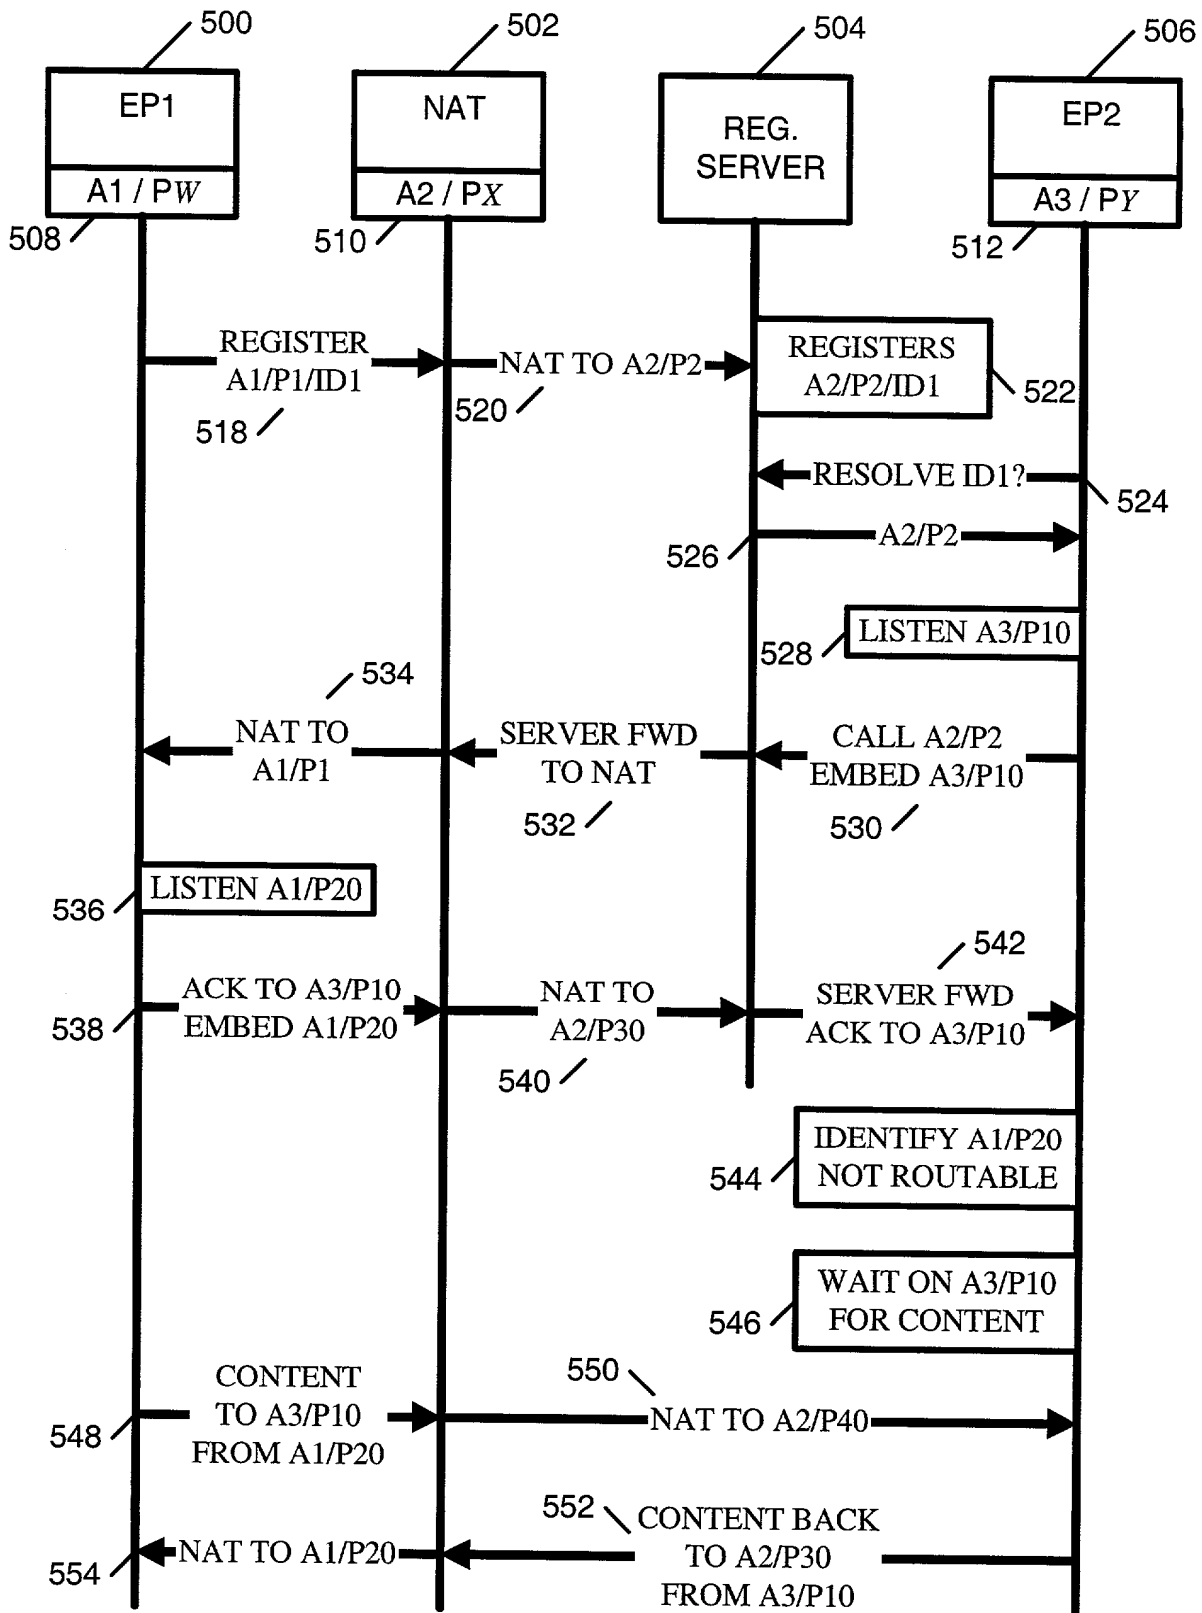 500
502
504
506
EP1
NAT
REG.
SERVER
EP2
A1 / PW
A2 / PX
A3 / PY
508
510
512
REGISTER
A1/P1/ID1
518
NAT TO A2/P2
520
REGISTERS
A2/P2/ID1
522
RESOLVE ID1?
524
526
A2/P2
528
LISTEN A3/P10
534
NAT TO
A1/P1
SERVER FWD
TO NAT
532
CALL A2/P2
EMBED A3/P10
530
536
LISTEN A1/P20
538
ACK TO A3/P10
EMBED A1/P20
NAT TO
A2/P30
540
542
SERVER FWD
ACK TO A3/P10
544
IDENTIFY A1/P20
NOT ROUTABLE
546
WAIT ON A3/P10
FOR CONTENT
548
CONTENT
TO A3/P10
FROM A1/P20
550
NAT TO A2/P40
552
CONTENT BACK
TO A2/P30
FROM A3/P10
554
NAT TO A1/P20